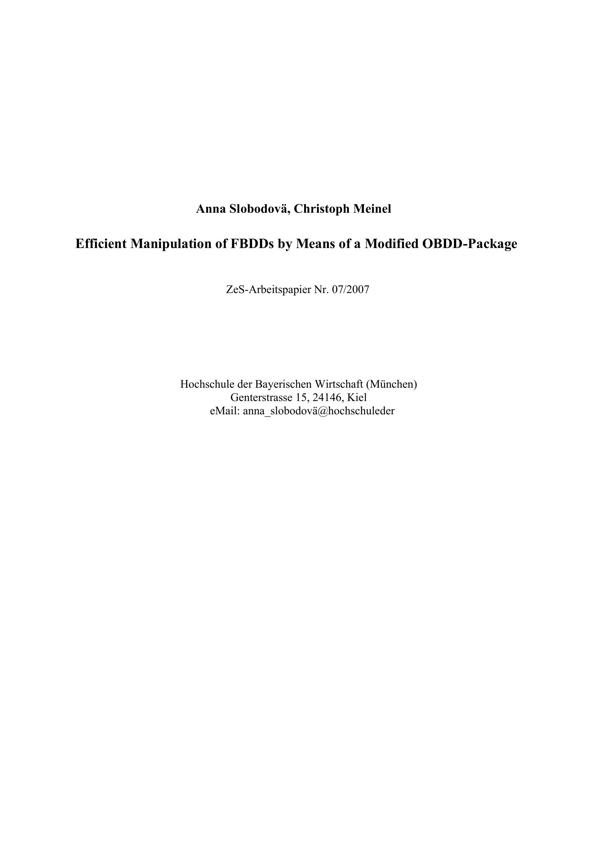 Anna Slobodovä, Christoph Meinel
Efficient Manipulation of FBDDs by Means of a Modified OBDD-Package
ZeS-Arbeitspapier Nr. 07/2007
Hochschule der Bayerischen Wirtschaft (München)
Genterstrasse 15, 24146, Kiel
eMail: anna_slobodovä@hochschuleder